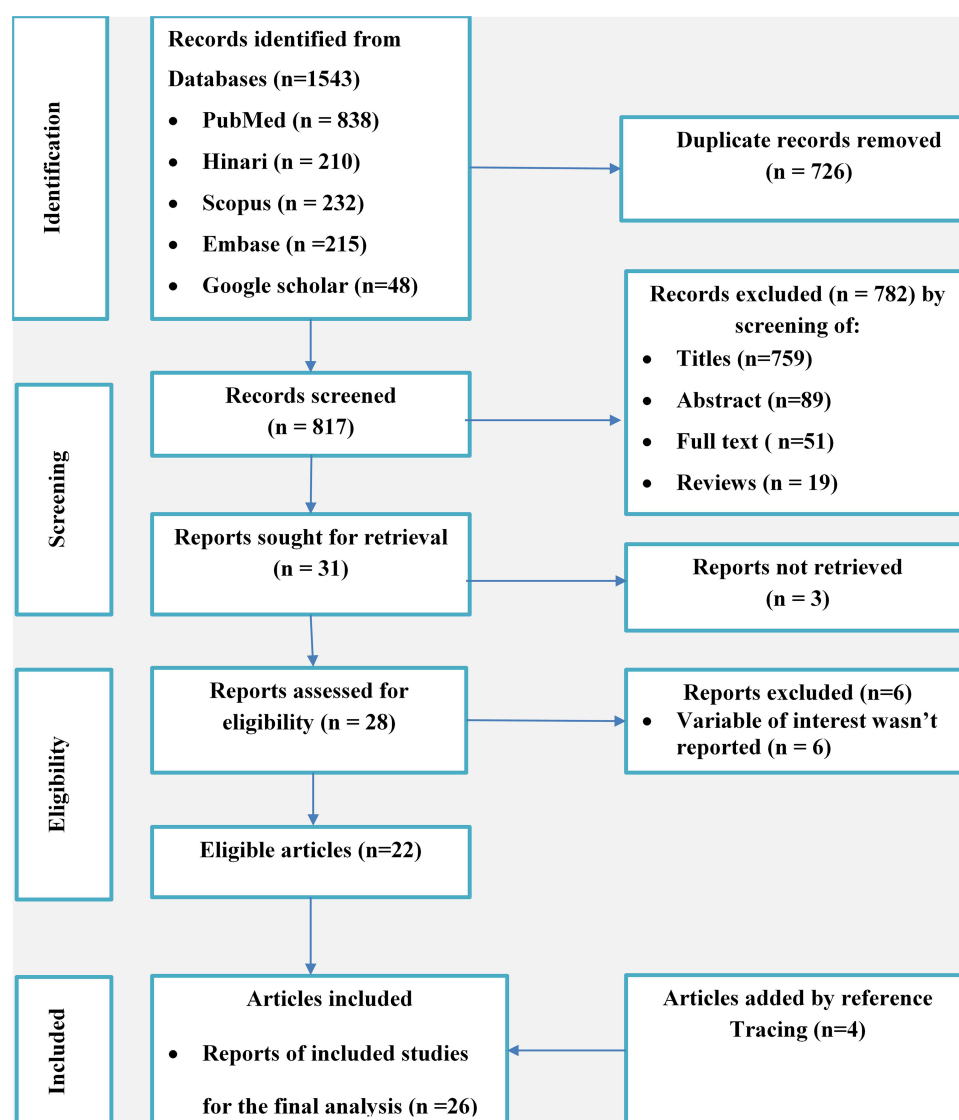 Identification
Records identified from
Databases (n=1543)
• PubMed (n = 838)
• Hinari (n = 210)
• Scopus (n = 232)
• Embase (n =215)
• Google scholar (n=48)
Duplicate records removed
(n = 726)
Screening
Records screened
(n = 817)
Records excluded (n = 782) by
screening of:
• Titles (n=759)
• Abstract (n=89)
• Full text ( n=51)
• Reviews (n = 19)
Reports sought for retrieval
(n = 31)
Reports not retrieved
(n = 3)
Eligibility
Reports assessed for
eligibility (n = 28)
Reports excluded (n=6)
• Variable of interest wasn’t
reported (n = 6)
Eligible articles (n=22)
Included
Articles included
• Reports of included studies
for the final analysis (n =26)
Articles added by reference
Tracing (n=4)